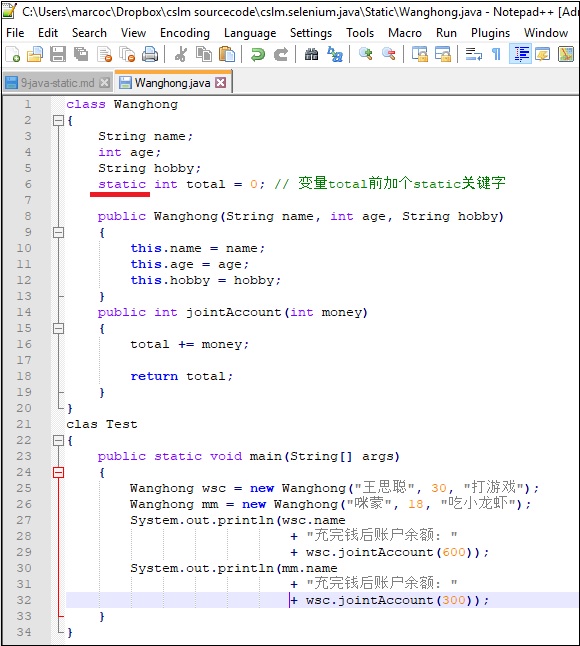 C:\Users\marcoc\Dropbox\cslm sourcecode\cslm.selenium.java\Static\Wanghong.java - Notepad++ [Ad
File Edit Search View Encoding Language Settings Tools Macro Run Plugins Window
9-java-static.md Wanghong.java
1 class Wanghong
2 {
3 String name;
4 int age;
5 String hobby;
6 static int total = 0; // 变量total前加个static关键字
7
8 public Wanghong(String name, int age, String hobby)
9 {
10 this.name = name;
11 this.age = age;
12 this.hobby = hobby;
13 }
14 public int jointAccount(int money)
15 {
16 total += money;
17
18 return total;
19 }
20 }
21 clas Test
22 {
23 public static void main(String[] args)
24 {
25 Wanghong wsc = new Wanghong("王思聪", 30, "打游戏");
26 Wanghong mm = new Wanghong("咪蒙", 18, "吃小龙虾");
27 System.out.println(wsc.name
28 + "充完钱后账户余额："
29 + wsc.jointAccount(600));
30 System.out.println(mm.name
31 + "充完钱后账户余额："
32 + wsc.jointAccount(300));
33 }
34 }